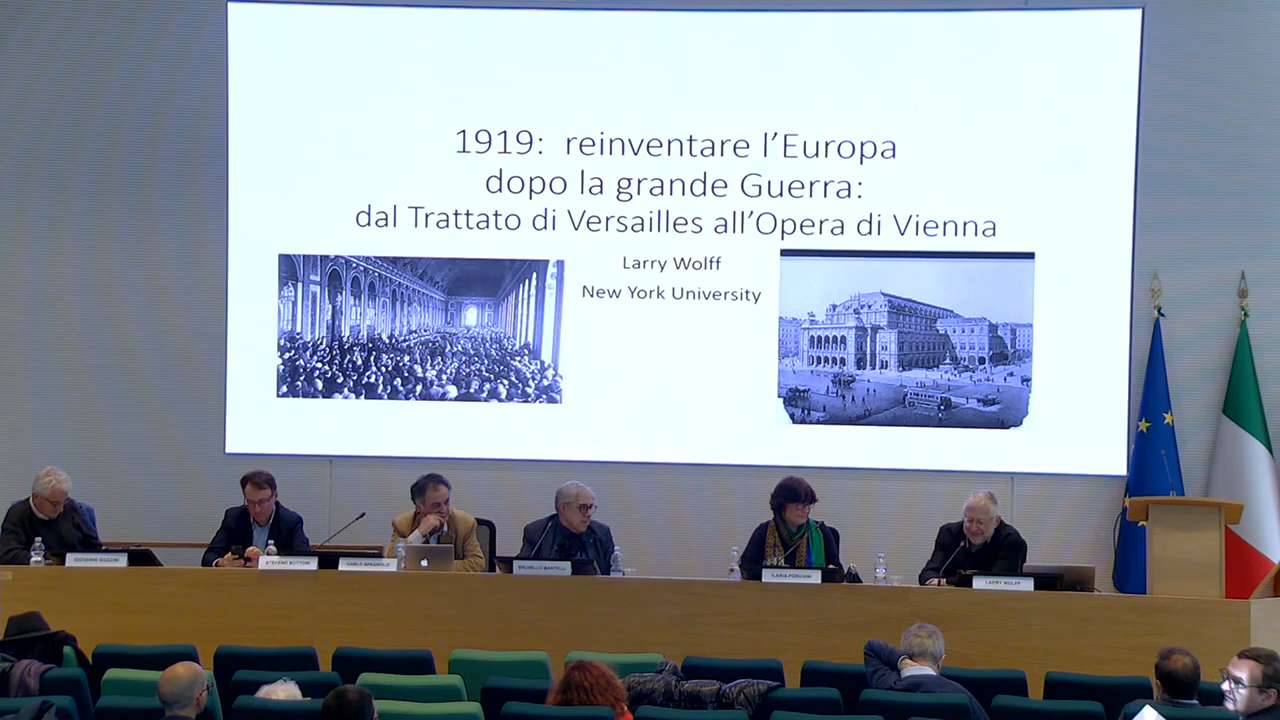 1919: reinventare l'Europa
dopo la grande Guerra:
dal Trattato di Versailles all'Opera di Vienna
Larry Wolff
New York University
GIOVANNI GOZZINI
STEFANO BOTTONI
CARLO SPAGNOLO
BRUNELLO MANTELLI
ILARIA PORCIANI
LARRY WOLFF